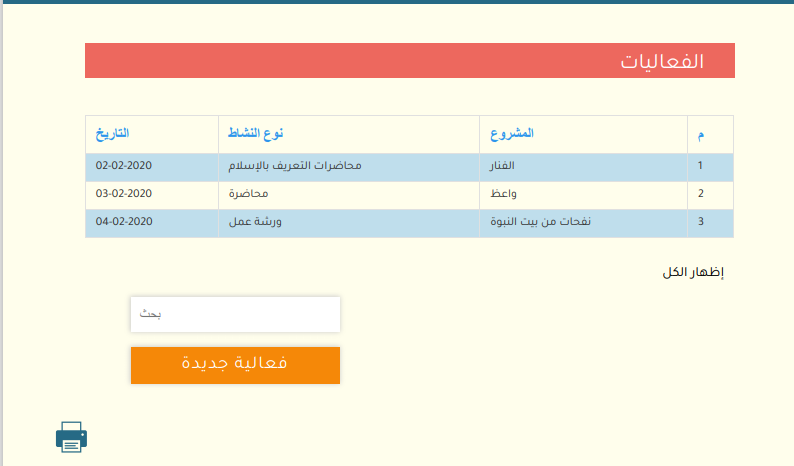 الفعاليات
م المشروع نوع النشاط التاريخ
1 الفنار محاضرات التعريف بالإسلام 02-02-2020
2 واعظ محاضرة 03-02-2020
3 نفحات من بيت النبوة ورشة عمل 04-02-2020
إظهار الكل
بحث
فعالية جديدة